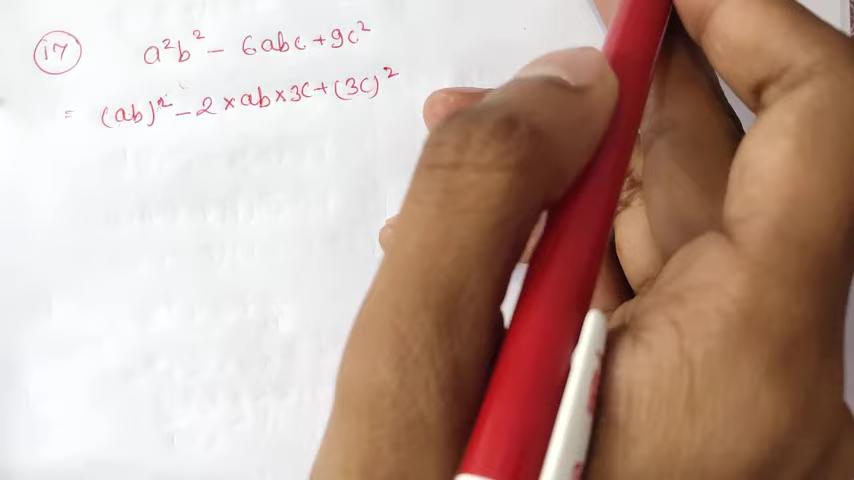 17 a²b² - 6abc + 9c²
= (ab)² - 2 × ab × 3c + (3c)²